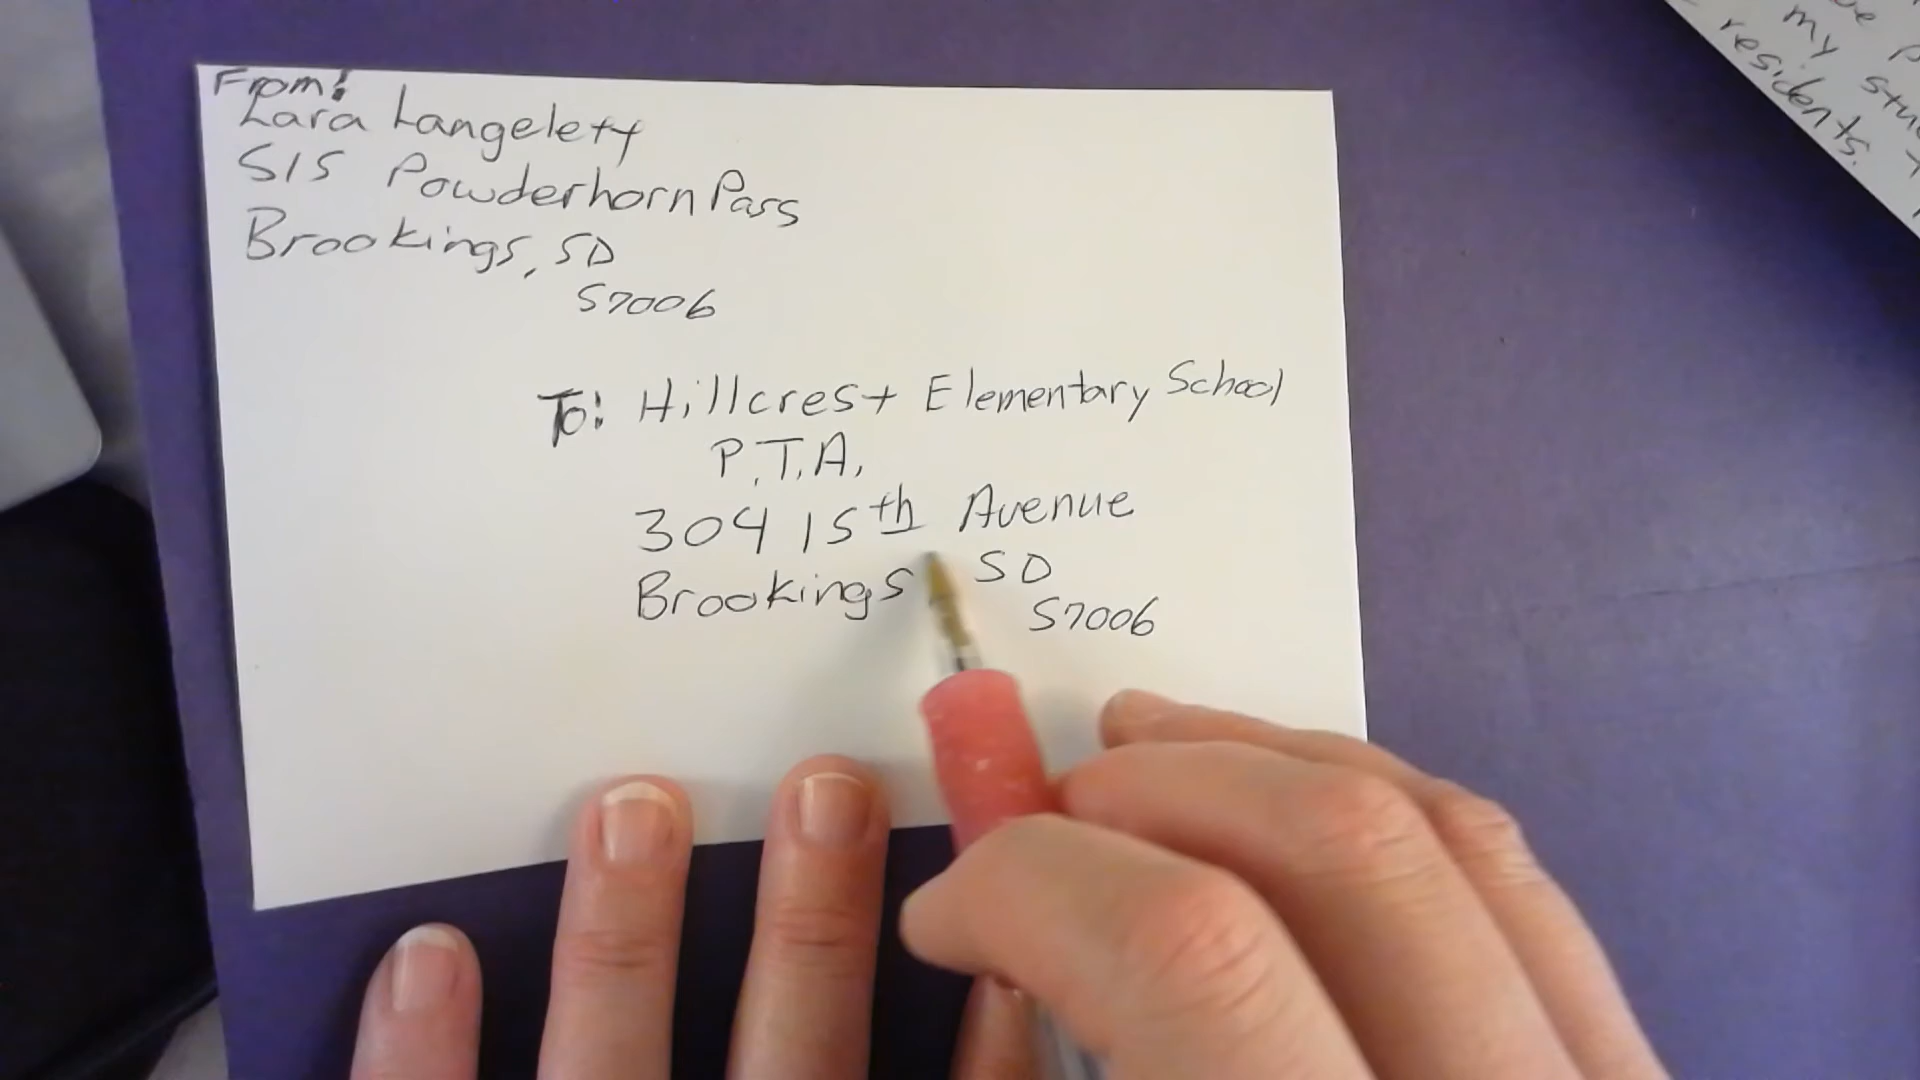 From:
Lara Langelett
515 Powderhorn Pass
Brookings, SD
57006
To: Hillcrest Elementary School
P.T.A.
304 15th Avenue
Brookings SD
57006
my
residents.